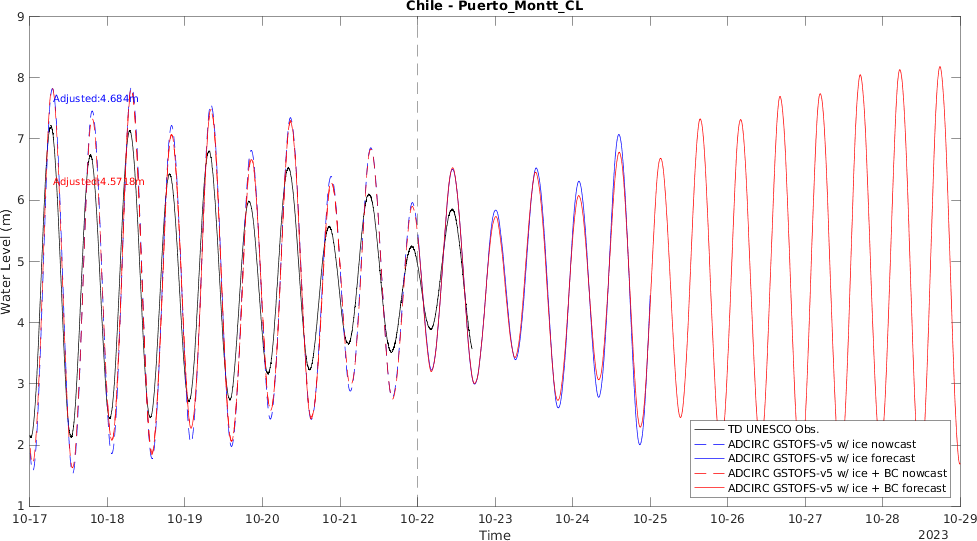 Chile - Puerto_Montt_CL
9
8
7
6
5
4
3
2
1
Water Level (m)
Adjusted:4.684m
Adjusted:4.5718m
TD UNESCO Obs.
ADCIRC GSTOFS-v5 w/ ice nowcast
ADCIRC GSTOFS-v5 w/ ice forecast
ADCIRC GSTOFS-v5 w/ ice + BC nowcast
ADCIRC GSTOFS-v5 w/ ice + BC forecast
10-17 10-18 10-19 10-20 10-21 10-22 10-23 10-24 10-25 10-26 10-27 10-28 10-29
Time
2023